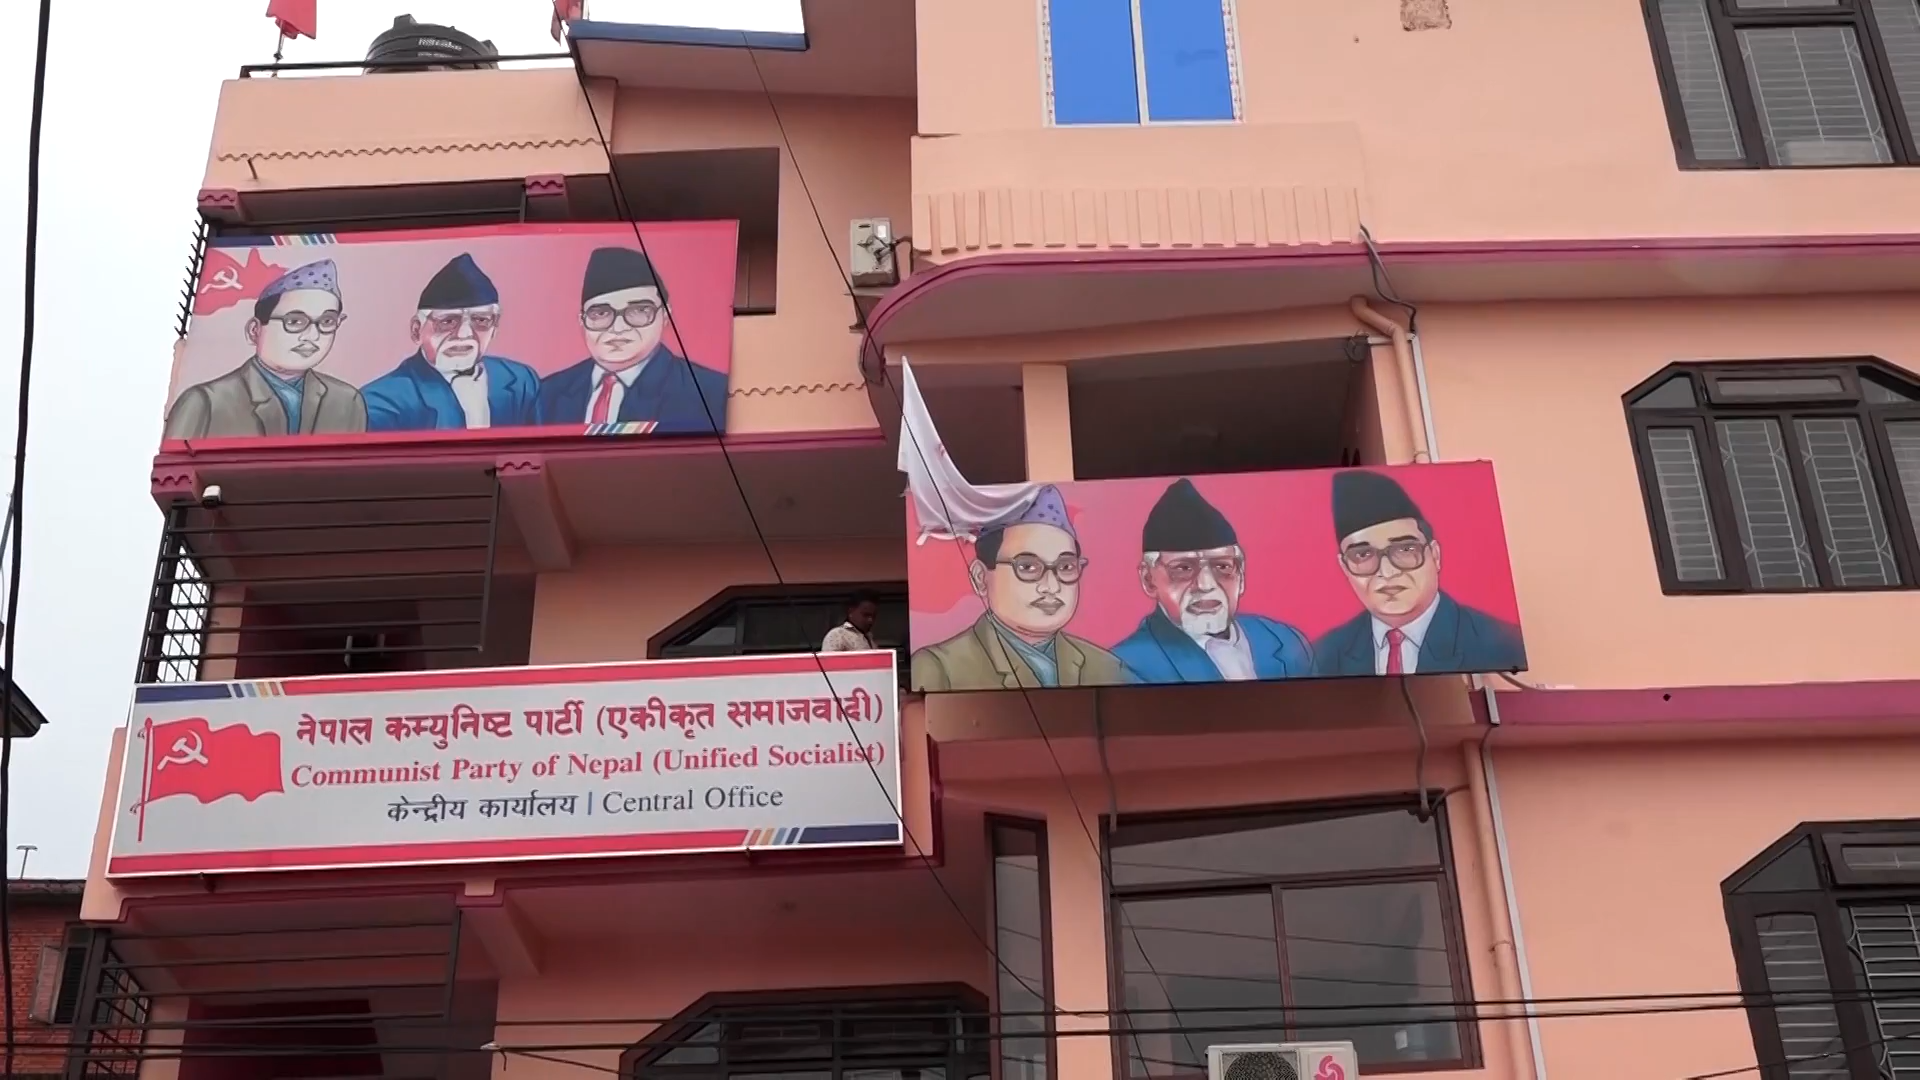 नेपाल कम्युनिष्ट पार्टी (एकीकृत समाजवादी)
Communist Party of Nepal (Unified Socialist)
केन्द्रीय कार्यालय | Central Office